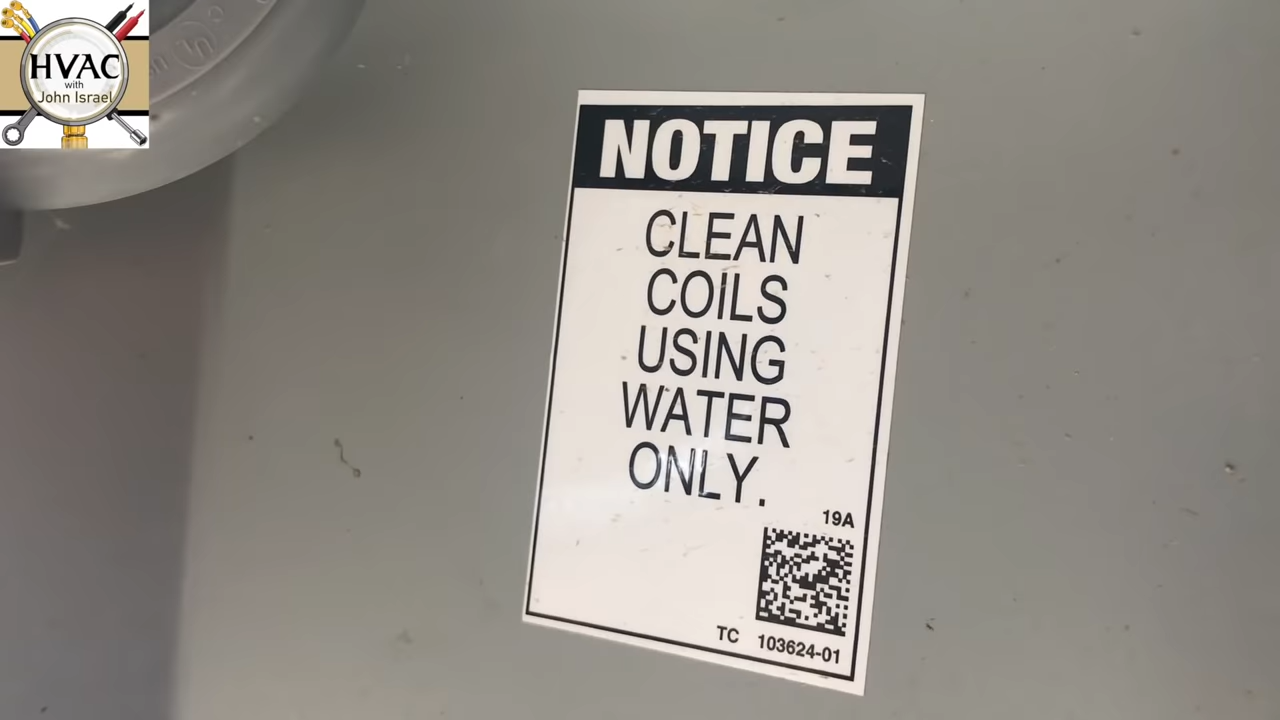 HVAC
with
John Israel
NOTICE
CLEAN
COILS
USING
WATER
ONLY.
19A
TC 103624-01